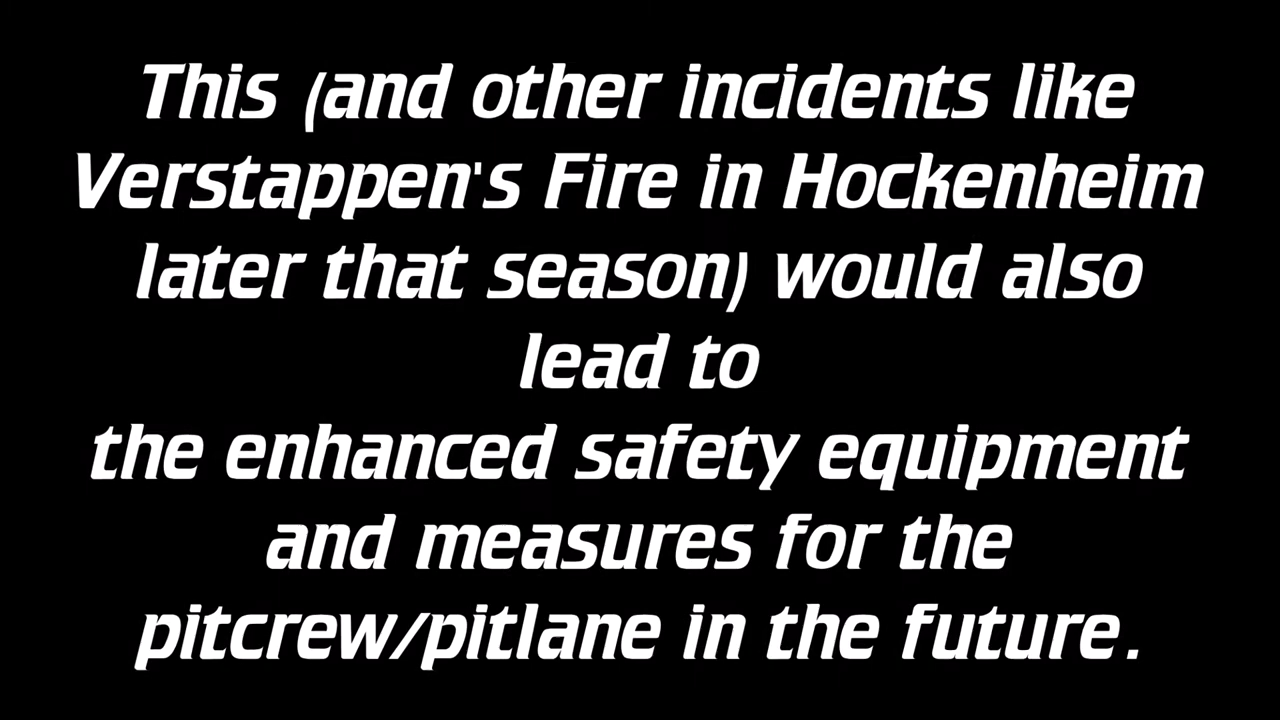 This (and other incidents like
Verstappen's Fire in Hockenheim
later that season) would also
lead to
the enhanced safety equipment
and measures for the
pitcrew/pitlane in the future.